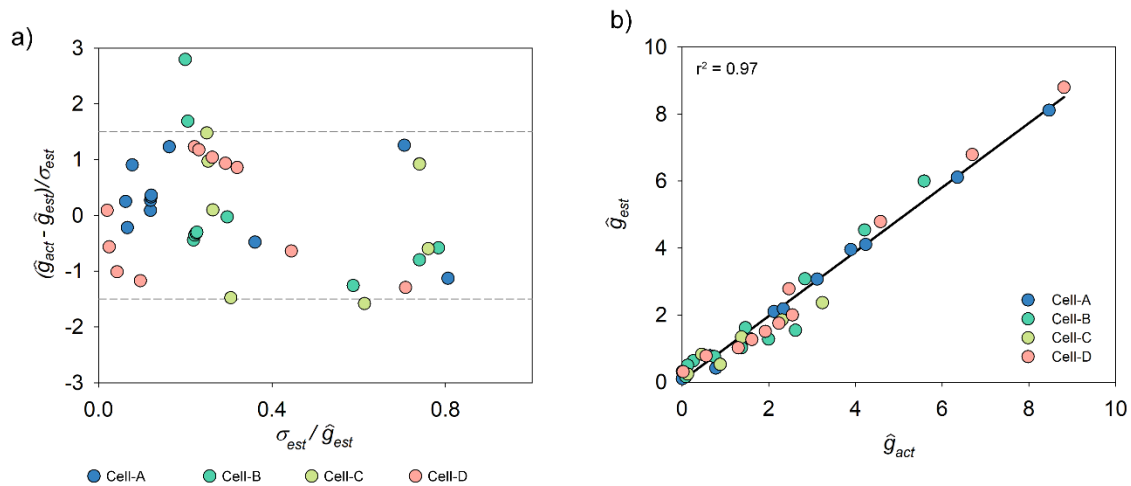 a)
(ĝact - ĝest)/σest
3
2
1
0
-1
-2
-3
0.0
0.4
0.8
σest / ĝest
Cell-A
Cell-B
Cell-C
Cell-D
b)
ĝest
10
8
6
4
2
0
r² = 0.97
Cell-A
Cell-B
Cell-C
Cell-D
0
2
4
6
8
10
ĝact